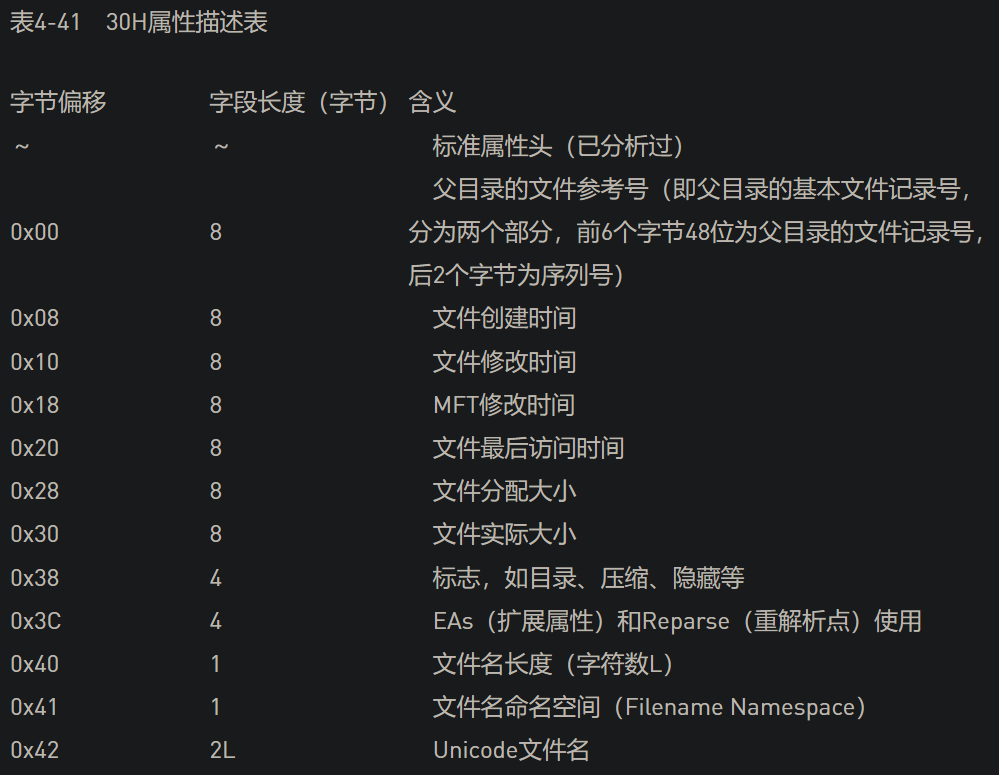 表4-41 30H属性描述表
字节偏移 字段长度（字节） 含义
~ ~ 标准属性头（已分析过）
父目录的文件参考号（即父目录的基本文件记录号，
0x00 8 分为两个部分，前6个字节48位为父目录的文件记录号，
后2个字节为序列号）
0x08 8 文件创建时间
0x10 8 文件修改时间
0x18 8 MFT修改时间
0x20 8 文件最后访问时间
0x28 8 文件分配大小
0x30 8 文件实际大小
0x38 4 标志，如目录、压缩、隐藏等
0x3C 4 EAs（扩展属性）和Reparse（重解析点）使用
0x40 1 文件名长度（字符数L）
0x41 1 文件名命名空间（Filename Namespace）
0x42 2L Unicode文件名